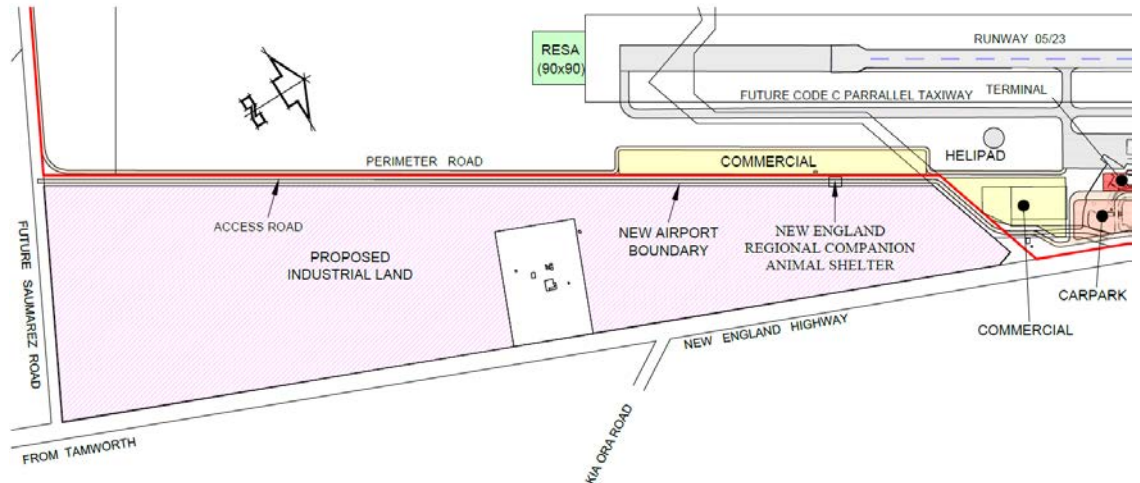 RUNWAY 05/23
RESA
(90x90)
FUTURE CODE C PARRALLEL TAXIWAY
TERMINAL
PERIMETER ROAD
COMMERCIAL
HELIPAD
ACCESS ROAD
NEW AIRPORT
BOUNDARY
NEW ENGLAND
REGIONAL COMPANION
ANIMAL SHELTER
PROPOSED
INDUSTRIAL LAND
FUTURE SAUMAREZ ROAD
CARPARK
COMMERCIAL
NEW ENGLAND HIGHWAY
KIA ORA ROAD
FROM TAMWORTH